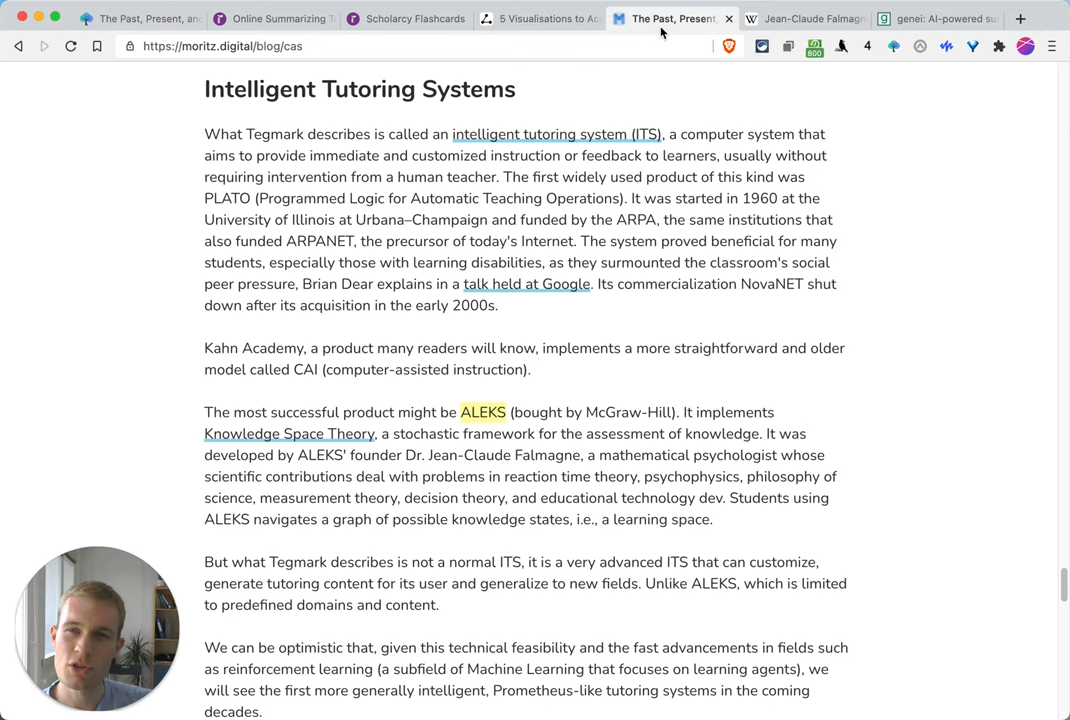 The Past, Present, an
Online Summarizing T
Scholarcy Flashcards
5 Visualisations to Ac
The Past, Present,
Jean-Claude Falmagn
genei: AI-powered su
https://moritz.digital/blog/cas
800
4
Intelligent Tutoring Systems
What Tegmark describes is called an intelligent tutoring system (ITS), a computer system that
aims to provide immediate and customized instruction or feedback to learners, usually without
requiring intervention from a human teacher. The first widely used product of this kind was
PLATO (Programmed Logic for Automatic Teaching Operations). It was started in 1960 at the
University of Illinois at Urbana–Champaign and funded by the ARPA, the same institutions that
also funded ARPANET, the precursor of today's Internet. The system proved beneficial for many
students, especially those with learning disabilities, as they surmounted the classroom's social
peer pressure, Brian Dear explains in a talk held at Google. Its commercialization NovaNET shut
down after its acquisition in the early 2000s.
Kahn Academy, a product many readers will know, implements a more straightforward and older
model called CAI (computer-assisted instruction).
The most successful product might be ALEKS (bought by McGraw-Hill). It implements
Knowledge Space Theory, a stochastic framework for the assessment of knowledge. It was
developed by ALEKS' founder Dr. Jean-Claude Falmagne, a mathematical psychologist whose
scientific contributions deal with problems in reaction time theory, psychophysics, philosophy of
science, measurement theory, decision theory, and educational technology dev. Students using
ALEKS navigates a graph of possible knowledge states, i.e., a learning space.
But what Tegmark describes is not a normal ITS, it is a very advanced ITS that can customize,
generate tutoring content for its user and generalize to new fields. Unlike ALEKS, which is limited
to predefined domains and content.
We can be optimistic that, given this technical feasibility and the fast advancements in fields such
as reinforcement learning (a subfield of Machine Learning that focuses on learning agents), we
will see the first more generally intelligent, Prometheus-like tutoring systems in the coming
decades.